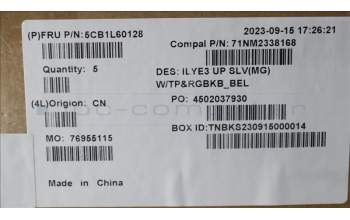 2023-09-15 17:26:21
(P)FRU P/N:5CB1L60128
Compal P/N:71NM2338168
Quantity: 5
DES: ILYE3 UP SLV(MG)
W/TP&RGBKB_BEL
(4L)Origion: CN
PO: 4502037930
MO: 76955115
BOX ID:TNBKS230915000014
Made in China